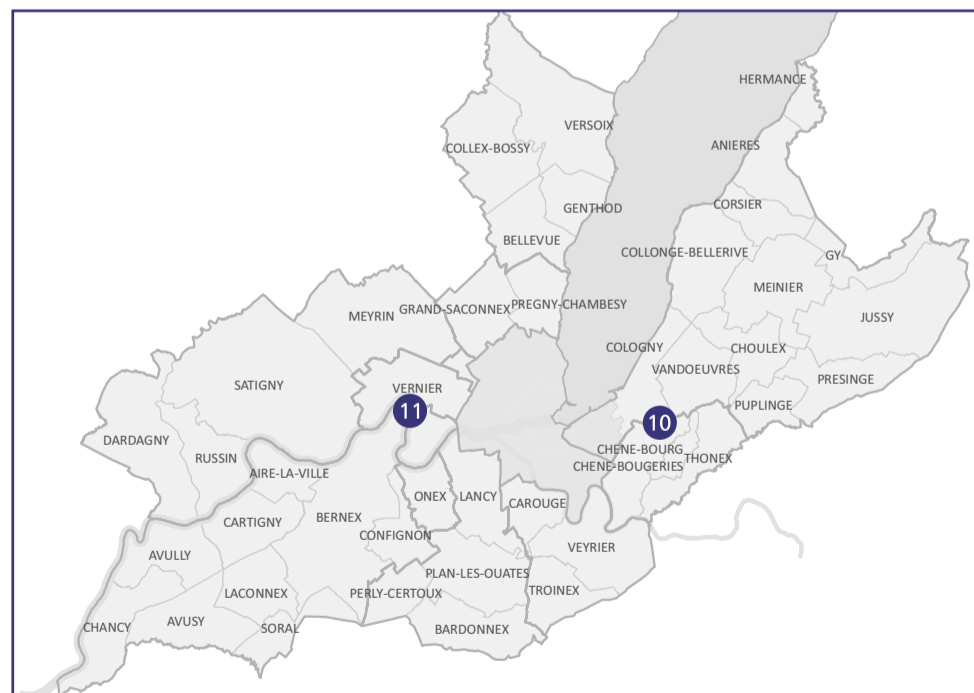 HERMANCE
VERSOIX
COLLEX-BOSSY
ANIERES
GENTHOD
CORSIER
BELLEVUE
COLLONGE-BELLERIVE
GY
MEINIER
PREGNY-CHAMBESY
GRAND-SACONNEX
MEYRIN
JUSSY
COLOGNY
CHOULEX
VANDOEUVRES
PRESINGE
SATIGNY
VERNIER
11
PUPLINGE
10
DARDAGNY
RUSSIN
CHENE-BOURG
THONEX
CHENE-BOUGERIES
AIRE-LA-VILLE
ONEX
LANCY
CAROUGE
BERNEX
CARTIGNY
CONFIGNON
VEYRIER
AVULLY
PLAN-LES-OUATES
TROINEX
LACONNEX
PERLY-CERTOUX
AVUSY
CHANCY
SORAL
BARDONNEX